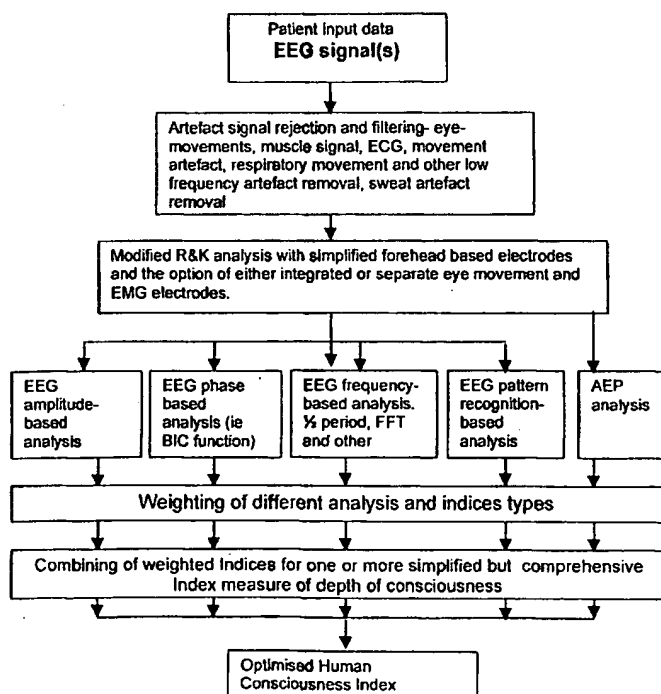 Patient input data
EEG signal(s)
Artefact signal rejection and filtering- eye-
movements, muscle signal, ECG, movement
artefact, respiratory movement and other low
frequency artefact removal, sweat artefact
removal
Modified R&K analysis with simplified forehead based electrodes
and the option of either integrated or separate eye movement and
EMG electrodes.
EEG
amplitude-
based
analysis
EEG phase
based
analysis (ie
BIC function)
EEG frequency-
based analysis.
½ period, FFT
and other
EEG pattern
recognition-
based
analysis
AEP
analysis
Weighting of different analysis and indices types
Combining of weighted Indices for one or more simplified but comprehensive
Index measure of depth of consciousness
Optimised Human
Consciousness Index